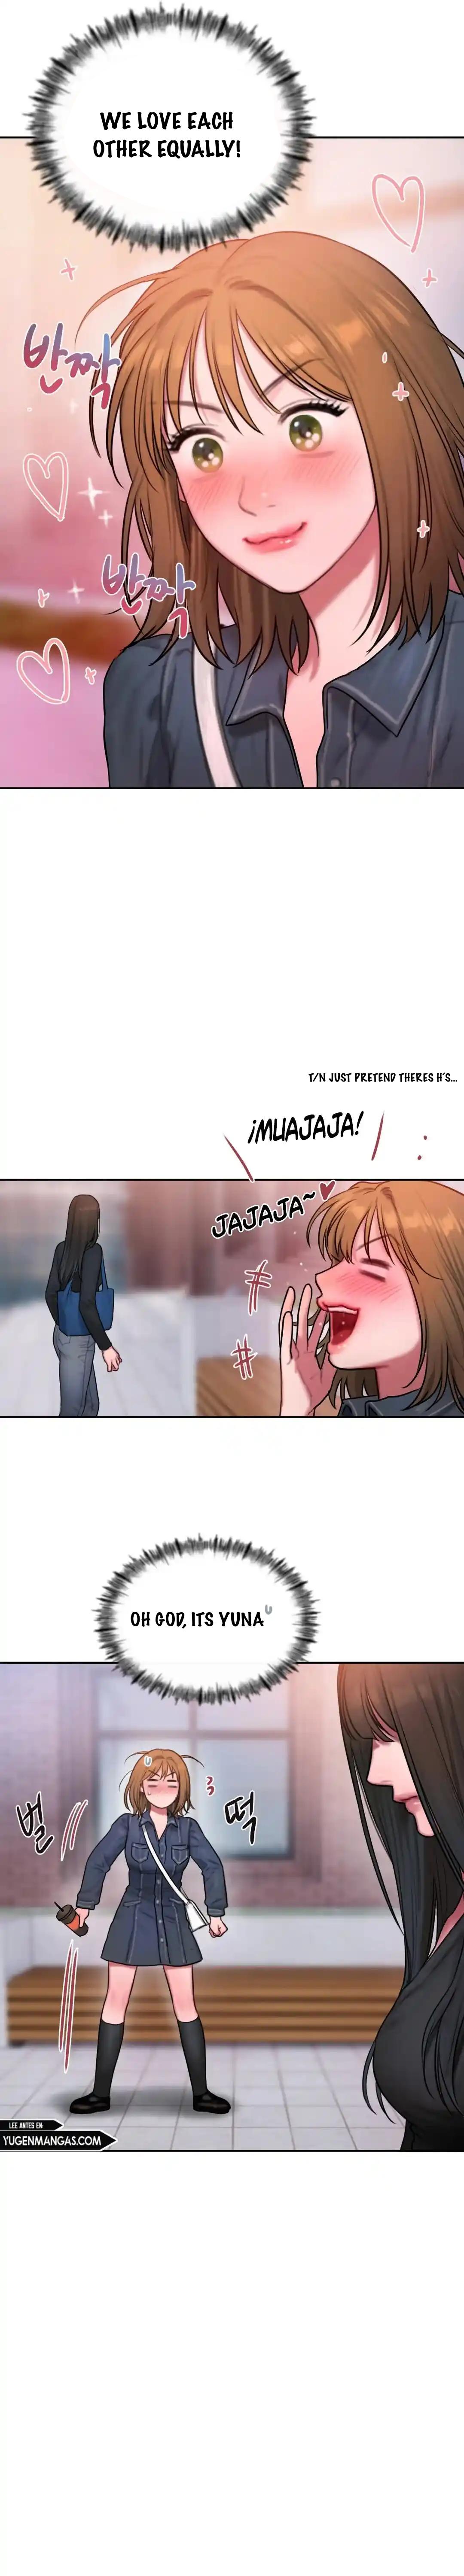 WE LOVE EACH
OTHER EQUALLY!
반짝
반짝
T/N JUST PRETEND THERES H'S...
¡MUAJAJA!
JAJAJA~
OH GOD, ITS YUNA
벌
떡
LEE ANTES EN:
YUGENMANGAS.COM